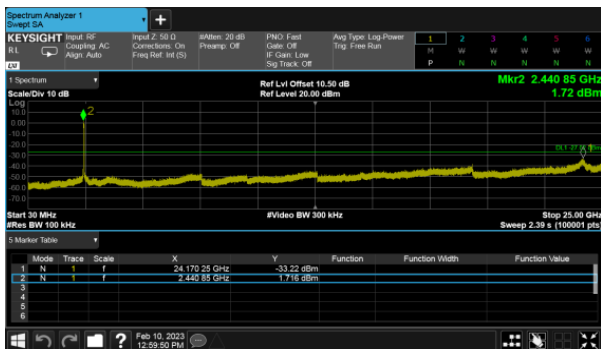 Spectrum Analyzer 1
Swept SA
+
KEYSIGHT Input: RF Input Z: 50 Ω #Atten: 20 dB PNO: Fast Avg Type: Log-Power 1 2 3 4 5 6
RL Coupling: AC Corrections: On Preamp: Off Gate: Off Trig: Free Run M W W W W W
Align: Auto Freq Ref: Int (S) IF Gain: Low P N N N N N
Sig Track: Off
1 Spectrum Ref Lvl Offset 10.50 dB Mkr2 2.440 85 GHz
Scale/Div 10 dB Ref Level 20.00 dBm 1.72 dBm
Log
10.0
0.00
-10.0
-20.0
-30.0
-40.0
-50.0
-60.0
-70.0
2
1
Start 30 MHz #Video BW 300 kHz Stop 25.00 GHz
#Res BW 100 kHz Sweep 2.39 s (100001 pts)
5 Marker Table
Mode Trace Scale X Y Function Function Width Function Value
1 N 1 f 24.170 25 GHz -33.22 dBm
2 N 1 f 2.440 85 GHz 1.716 dBm
3
4
5
6
? Feb 10, 2023
12:59:50 PM